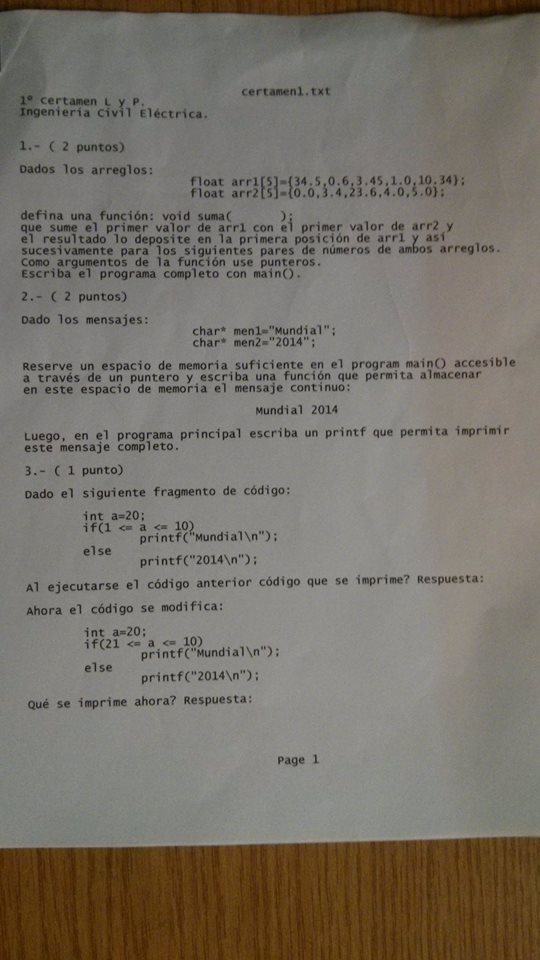 certamen1.txt
1º Certamen L y P.
Ingeniería Civil Eléctrica.
1.- ( 2 puntos)
Dados los arreglos:
float arr1[5]={34.5,0.6,3.45,1.0,10.34};
float arr2[5]={0.0,3.4,23.6,4.0,5.0};
defina una función: void suma( );
que sume el primer valor de arr1 con el primer valor de arr2 y
el resultado lo deposite en la primera posición de arr1 y así
sucesivamente para los siguientes pares de números de ambos arreglos.
Como argumentos de la función use punteros.
Escriba el programa completo con main().
2.- ( 2 puntos)
Dado los mensajes:
char* men1="Mundial";
char* men2="2014";
Reserve un espacio de memoria suficiente en el program main() accesible
a través de un puntero y escriba una función que permita almacenar
en este espacio de memoria el mensaje continuo:
Mundial 2014
Luego, en el programa principal escriba un printf que permita imprimir
este mensaje completo.
3.- ( 1 punto)
Dado el siguiente fragmento de código:
int a=20;
if(1 <= a <= 10)
printf("Mundial\n");
else
printf("2014\n");
Al ejecutarse el código anterior código que se imprime? Respuesta:
Ahora el código se modifica:
int a=20;
if(21 <= a <= 10)
printf("Mundial\n");
else
printf("2014\n");
Qué se imprime ahora? Respuesta:
Page 1